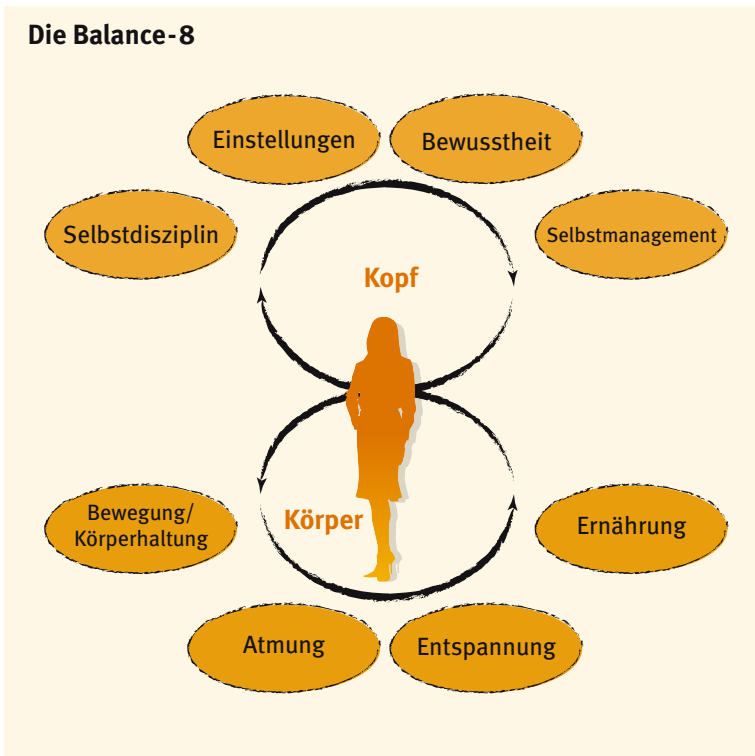 Die Balance-8
Einstellungen
Bewusstheit
Selbstdisziplin
Selbstmanagement
Kopf
Körper
Bewegung/
Körperhaltung
Ernährung
Atmung
Entspannung